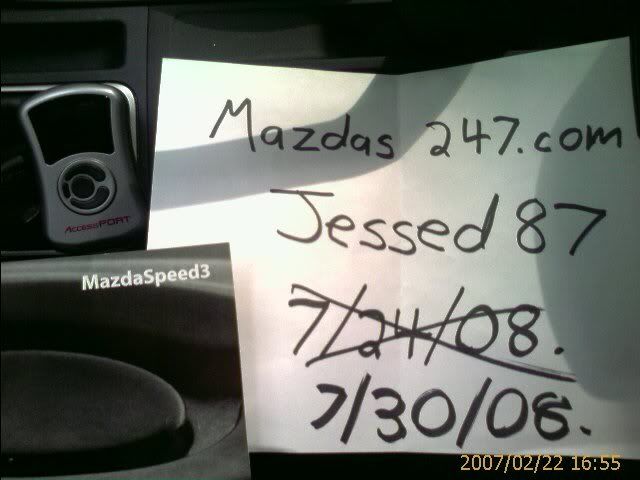 Mazdas 247.com
AccessPORT
Jessed 87
MazdaSpeed3
7/24/08.
7/30/08.
2007/02/22 16:55